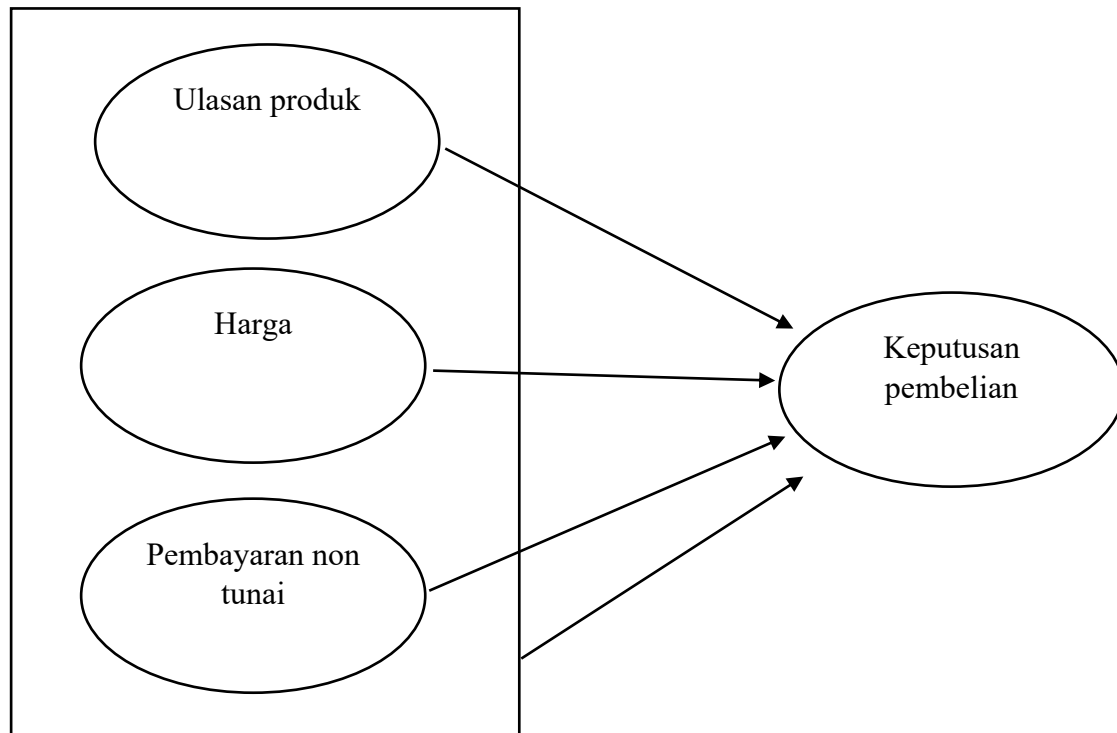 Ulasan produk
Harga
Keputusan
pembelian
Pembayaran non
tunai